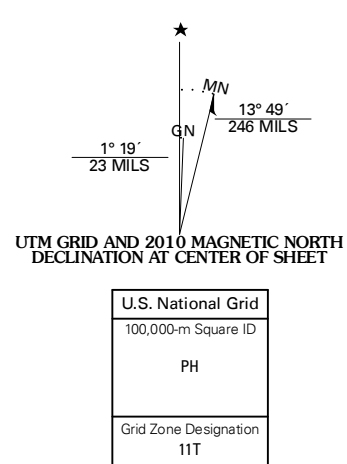 MN
13° 49´
246 MILS
GN
1° 19´
23 MILS
UTM GRID AND 2010 MAGNETIC NORTH
DECLINATION AT CENTER OF SHEET
U.S. National Grid
100,000-m Square ID
PH
Grid Zone Designation
11T